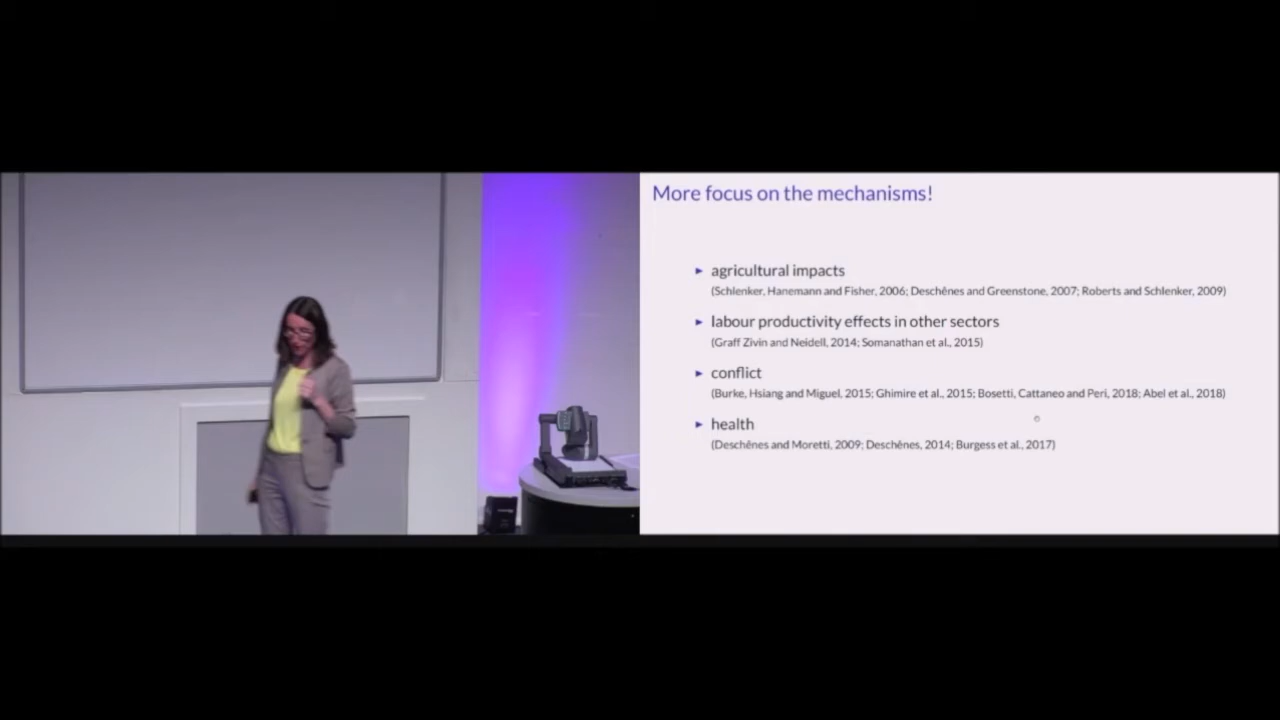 More focus on the mechanisms!
► agricultural impacts
(Schlenker, Hanemann and Fisher, 2006; Deschênes and Greenstone, 2007; Roberts and Schlenker, 2009)
► labour productivity effects in other sectors
(Graff Zivin and Neidell, 2014; Somanathan et al., 2015)
► conflict
(Burke, Hsiang and Miguel, 2015; Ghimire et al., 2015; Bosetti, Cattaneo and Peri, 2018; Abel et al., 2018)
► health
(Deschênes and Moretti, 2009; Deschênes, 2014; Burgess et al., 2017)